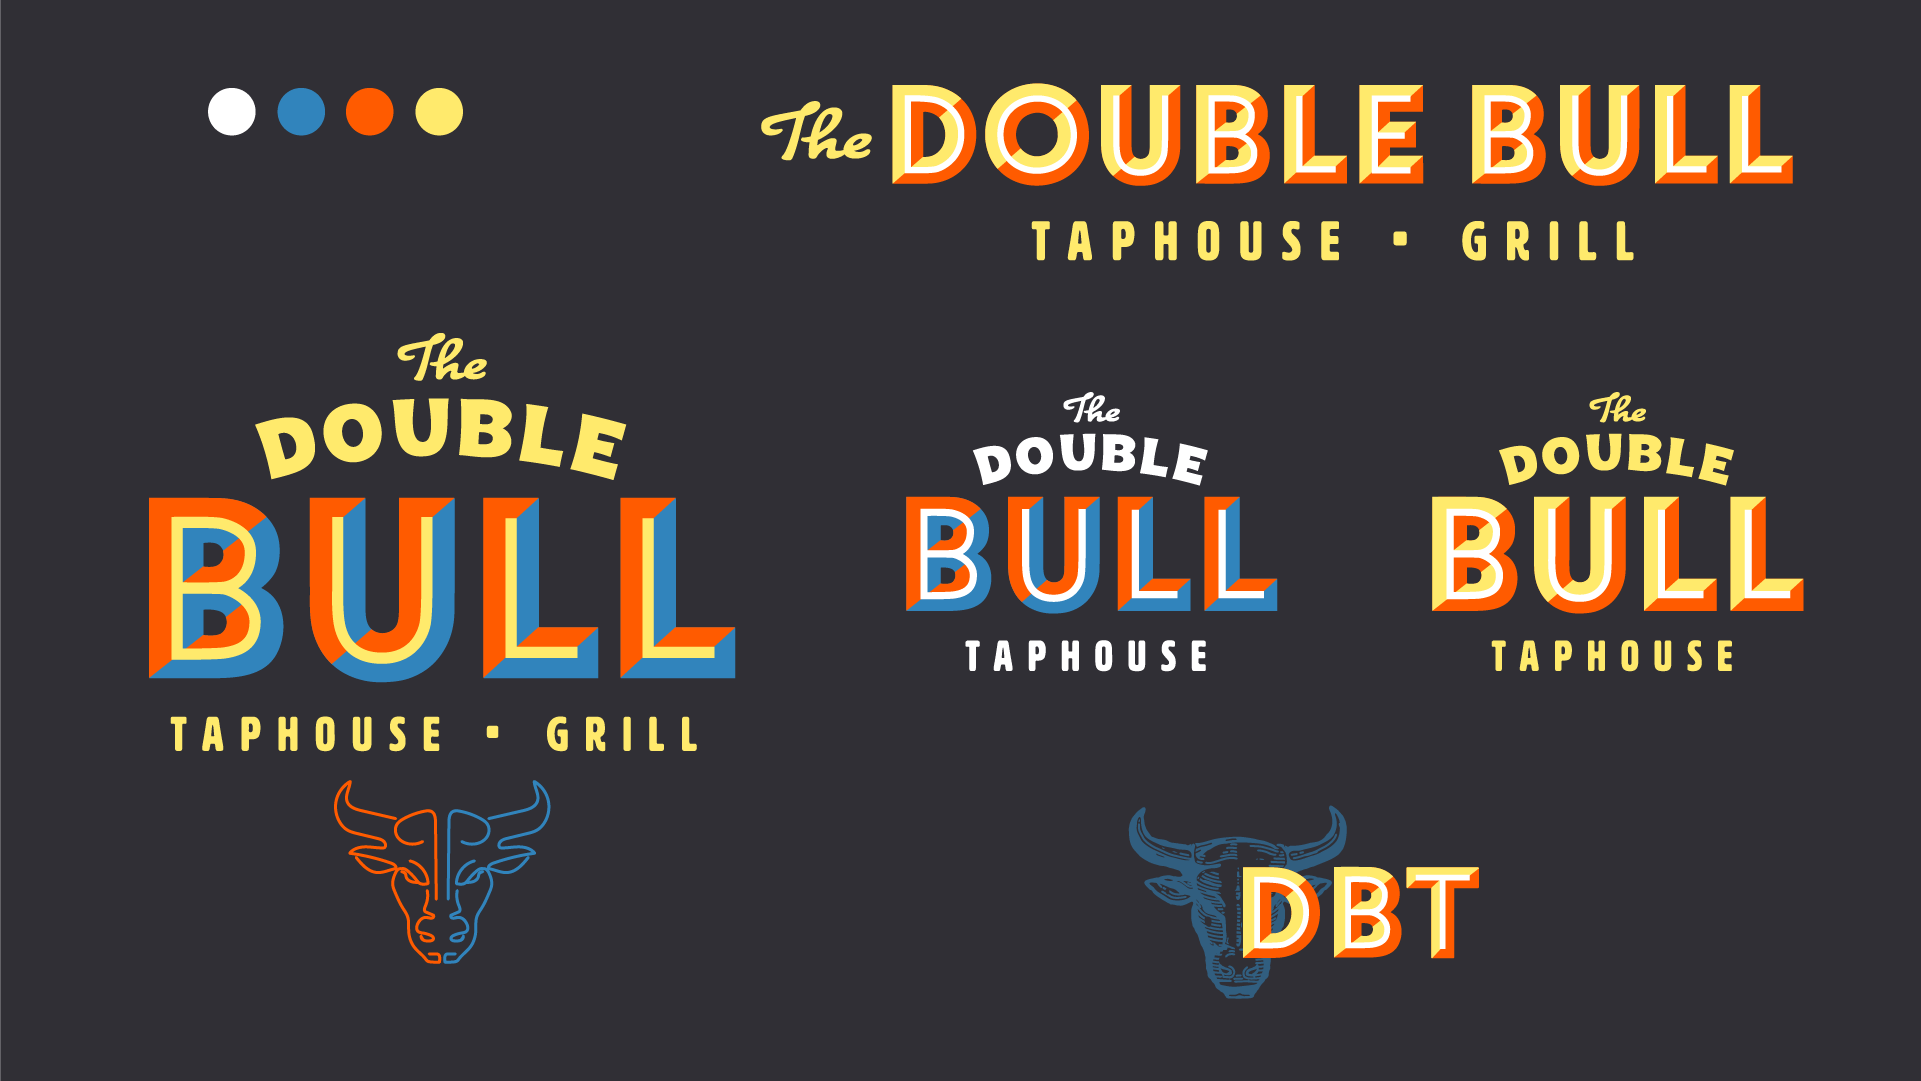 The DOUBLE BULL
TAPHOUSE • GRILL
The
DOUBLE
BULL
TAPHOUSE • GRILL
The
DOUBLE
BULL
TAPHOUSE
The
DOUBLE
BULL
TAPHOUSE
DBT